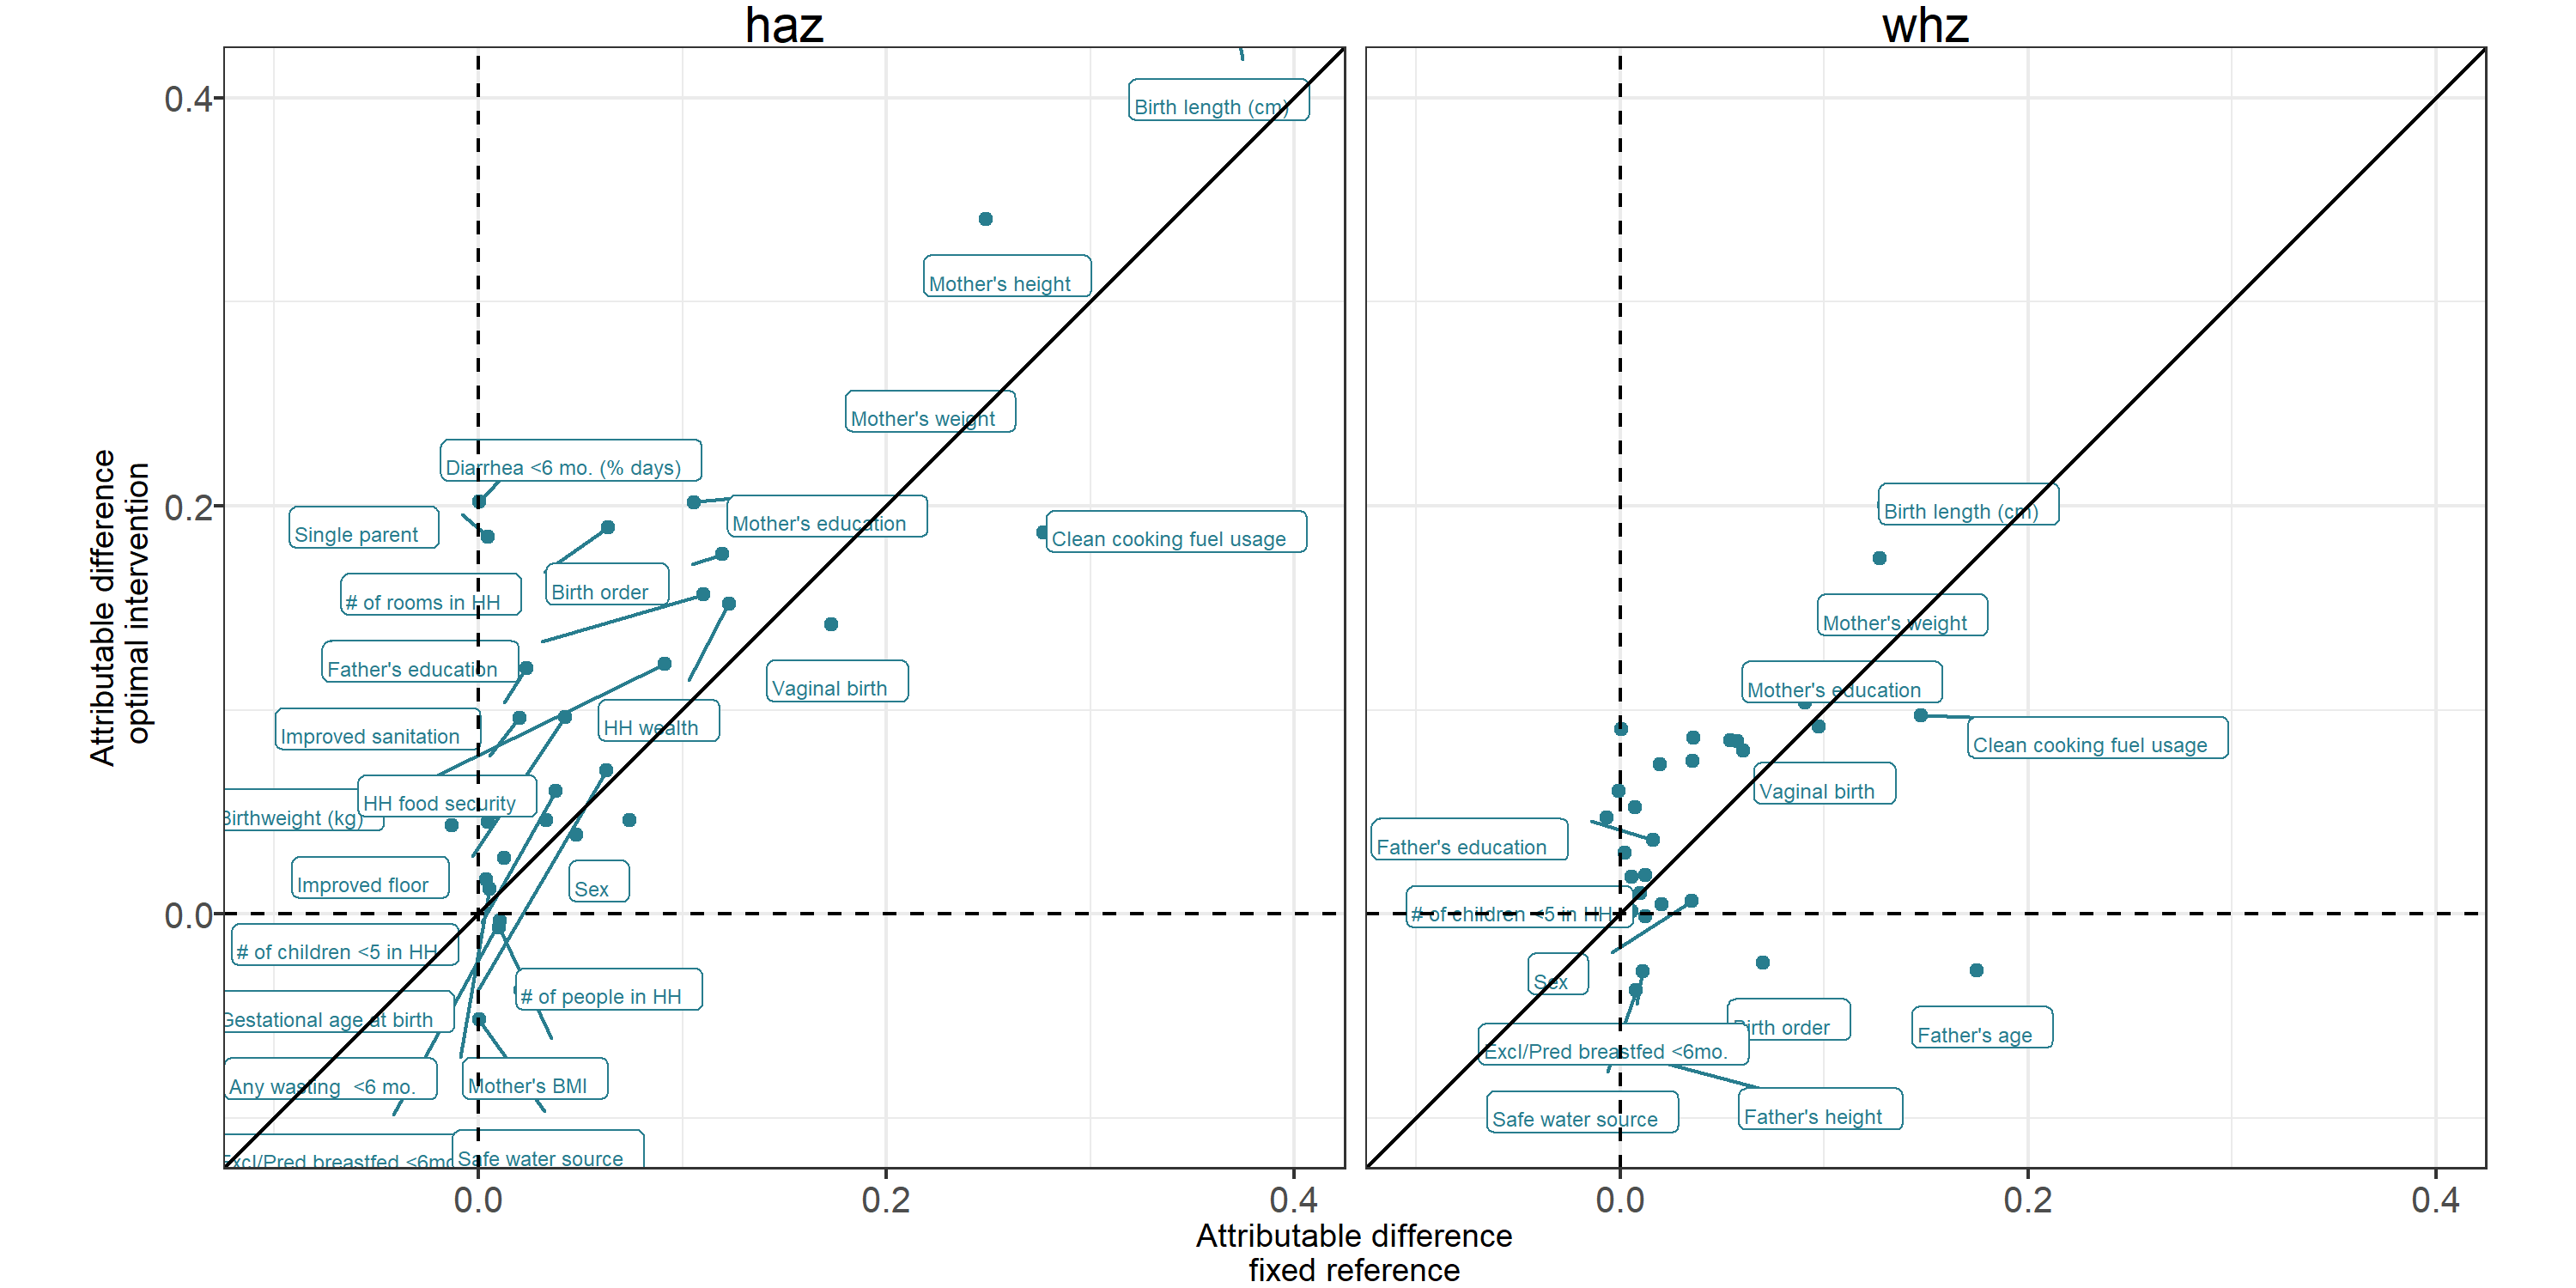 haz
whz
Attributable difference
optimal intervention
0.4
0.2
0.0
Birth length (cm)
Mother's height
Mother's weight
Diarrhea <6 mo. (% days)
Mother's education
Single parent
Clean cooking fuel usage
# of rooms in HH
Birth order
Father's education
Vaginal birth
Improved sanitation
HH wealth
HH food security
Birthweight (kg)
Improved floor
Sex
# of children <5 in HH
# of people in HH
Gestational age at birth
Any wasting <6 mo.
Mother's BMI
Excl/Pred breastfed <6mo
Safe water source
Birth length (cm)
Mother's weight
Mother's education
Clean cooking fuel usage
Vaginal birth
Father's education
# of children <5 in HH
Sex
Birth order
Father's age
Excl/Pred breastfed <6mo.
Safe water source
Father's height
0.0
0.2
0.4
0.0
0.2
0.4
Attributable difference
fixed reference